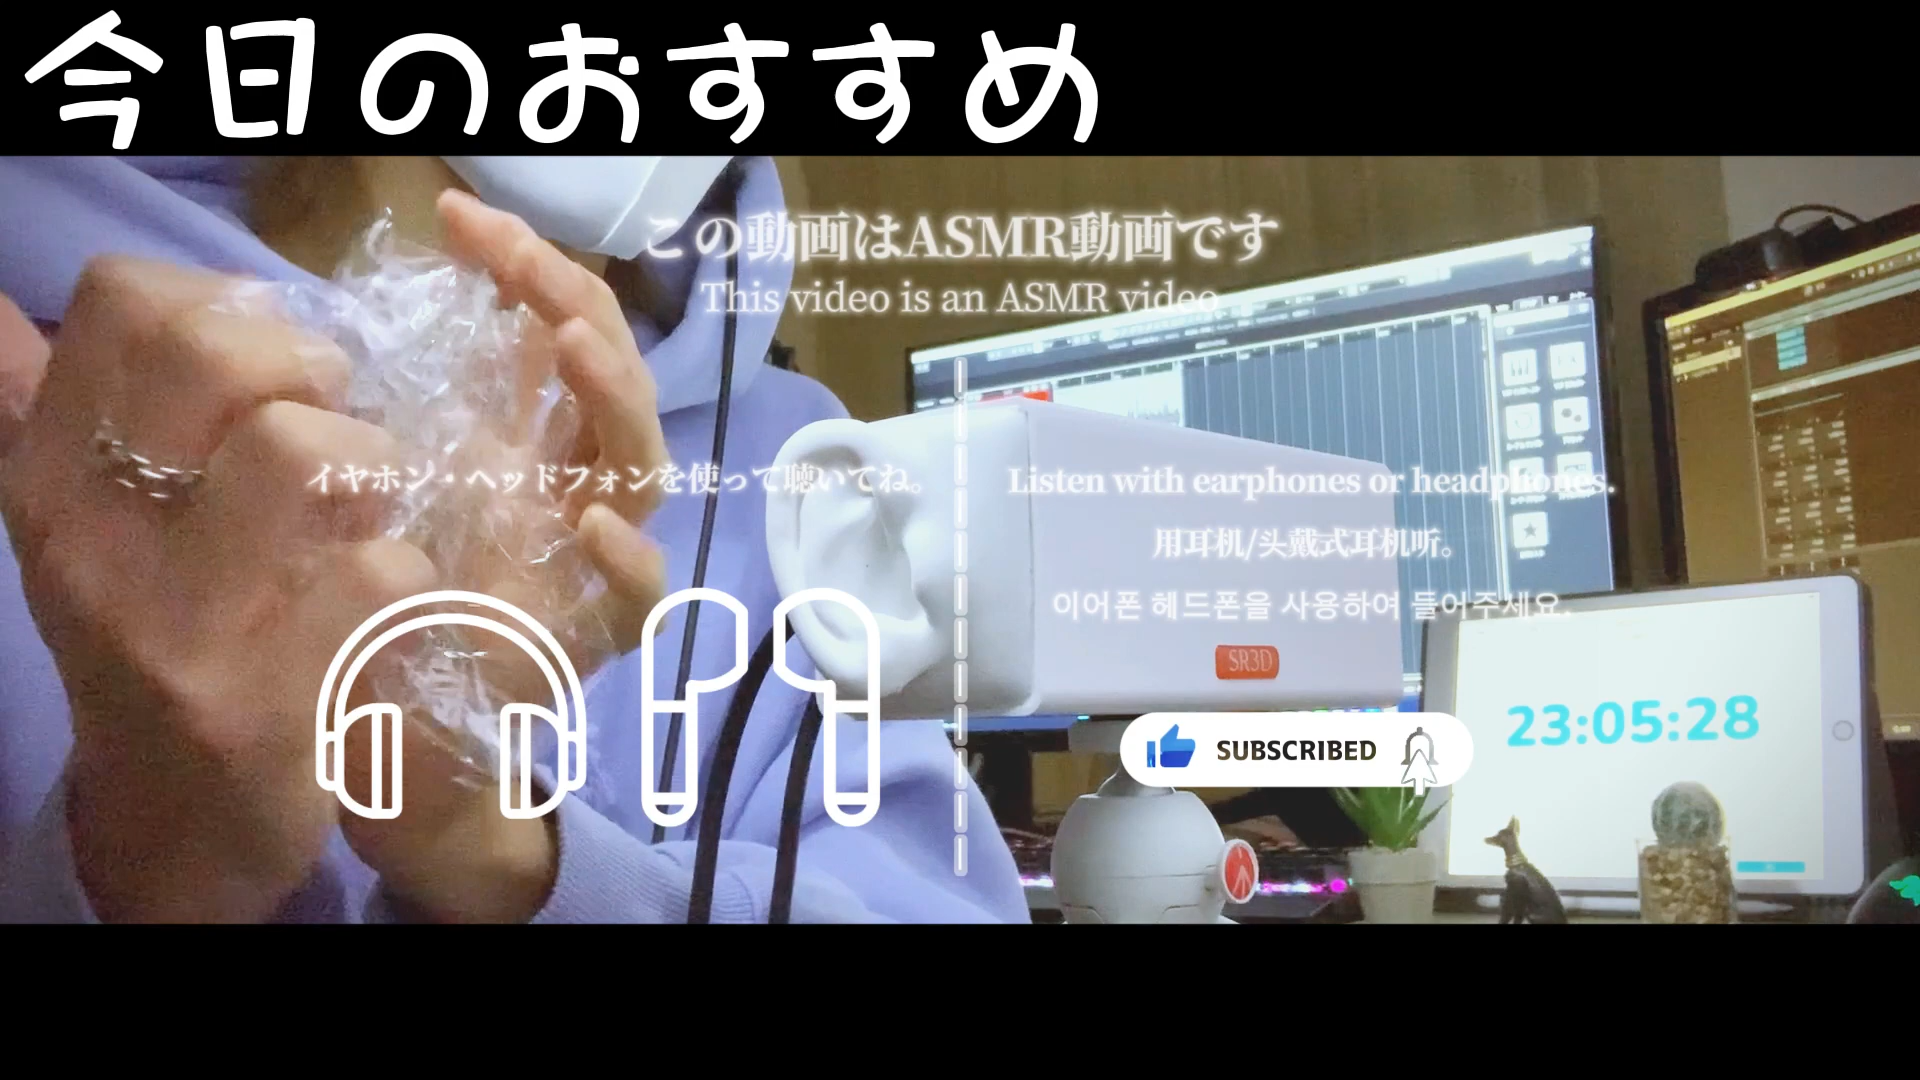 今日のおすすめ
この動画はASMR動画です
This video is an ASMR video
イヤホン・ヘッドフォンを使って聴いてね。
Listen with earphones or headphones.
用耳机/头戴式耳机听。
이어폰 헤드폰을 사용하여 들어주세요.
SR3D
SUBSCRIBED
23:05:28